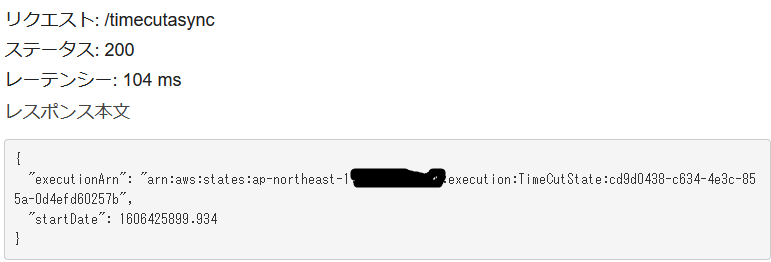 リクエスト: /timecutasync
ステータス: 200
レーテンシー: 104 ms
レスポンス本文
{
"executionArn": "arn:aws:states:ap-northeast-1 :execution:TimeCutState:cd9d0438-c634-4e3c-85
5a-0d4efd60257b",
"startDate": 1606425899.934
}